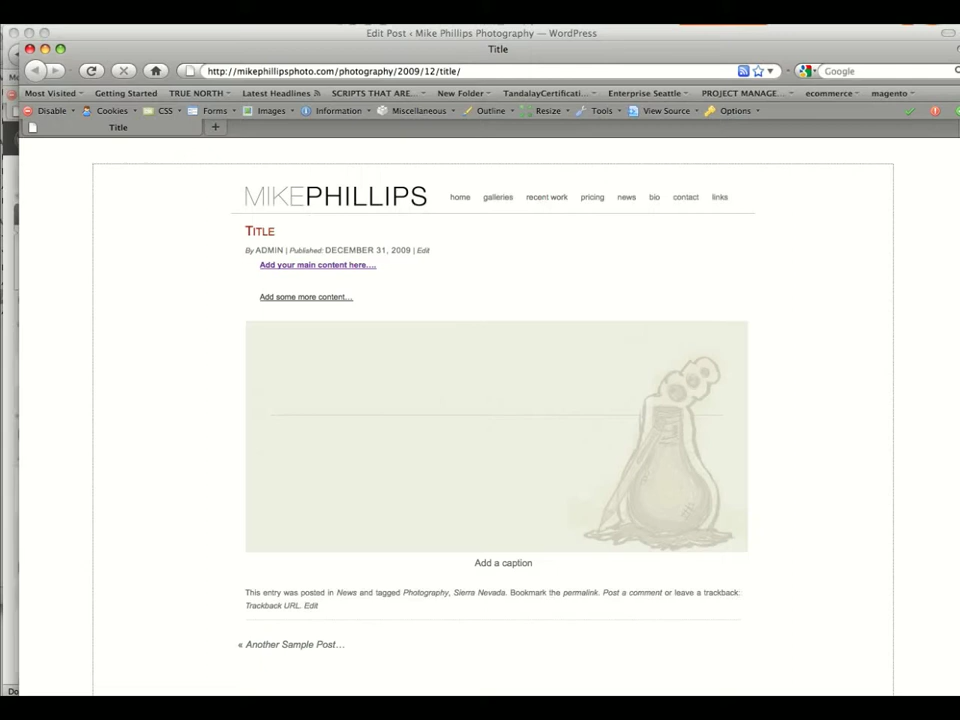 Edit Post ‹ Mike Phillips Photography — WordPress
Title
http://mikephillipsphoto.com/photography/2009/12/title/
Google
Most Visited Getting Started TRUE NORTH Latest Headlines SCRIPTS THAT ARE... New Folder TandalayCertificati... Enterprise Seattle PROJECT MANAGE... ecommerce magento
Disable Cookies CSS Forms Images Information Miscellaneous Outline Resize Tools View Source Options
Title
MIKEPHILLIPS home galleries recent work pricing news bio contact links
Title
By ADMIN | Published: DECEMBER 31, 2009 | Edit
Add your main content here....
Add some more content...
Add a caption
This entry was posted in News and tagged Photography, Sierra Nevada. Bookmark the permalink. Post a comment or leave a trackback:
Trackback URL. Edit
« Another Sample Post...